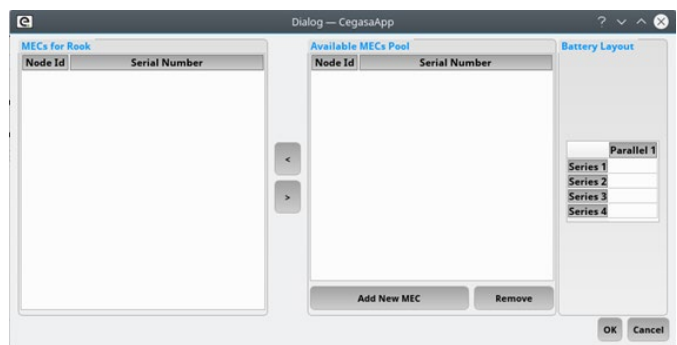 Dialog — CegasaApp
MECs for Rook
Available MECs Pool
Battery Layout
Node Id Serial Number
Node Id Serial Number
Parallel 1
Series 1
Series 2
Series 3
Series 4
<
>
Add New MEC Remove
OK Cancel